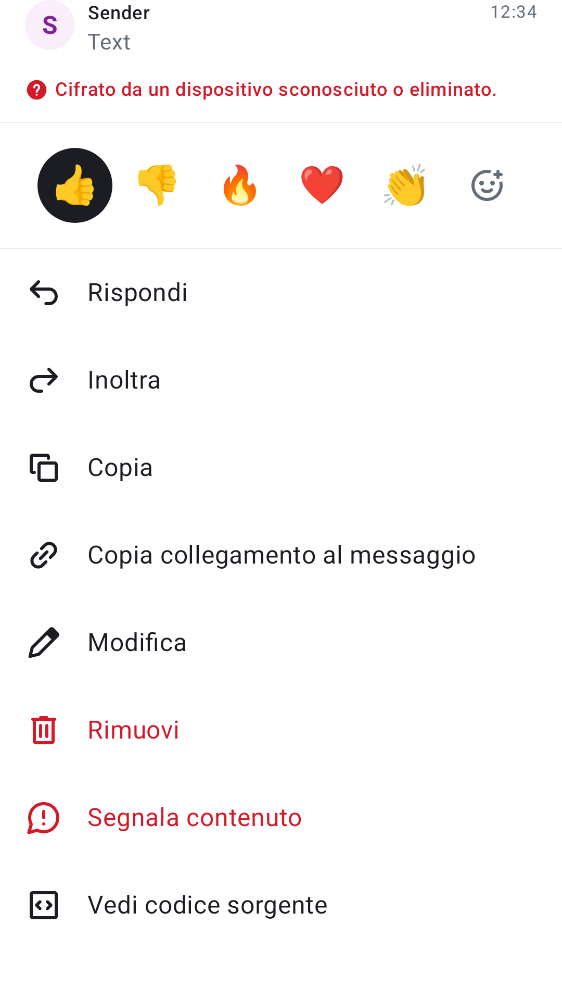 S
Sender
12:34
Text
Cifrato da un dispositivo sconosciuto o eliminato.
Rispondi
Inoltra
Copia
Copia collegamento al messaggio
Modifica
Rimuovi
Segnala contenuto
Vedi codice sorgente